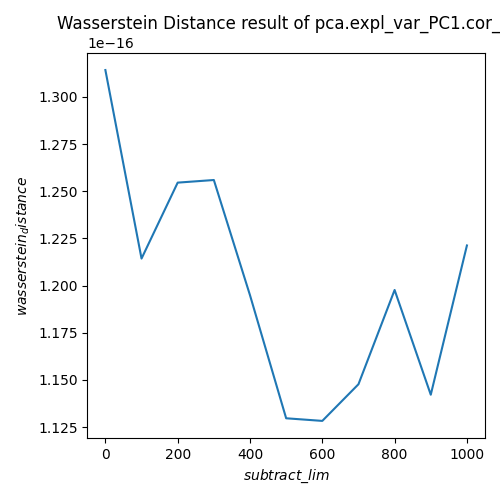 Wasserstein Distance result of pca.expl_var_PC1.cor_
1e−16
1.300
1.275
1.250
1.225
1.200
1.175
1.150
1.125
wasserstein_distance
0 200 400 600 800 1000
subtract_lim